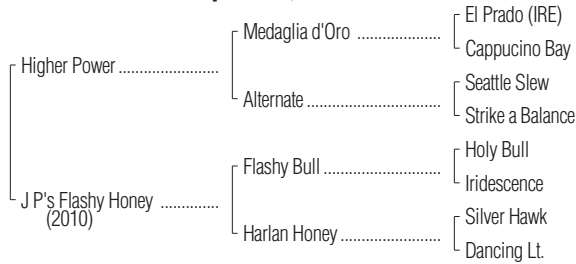 El Prado (IRE)
Medaglia d'Oro ..................
Cappucino Bay
Higher Power ......................
Seattle Slew
Alternate .........................
Strike a Balance
Holy Bull
Flashy Bull .........................
Iridescence
J P's Flashy Honey .............
(2010)
Silver Hawk
Harlan Honey ......................
Dancing Lt.